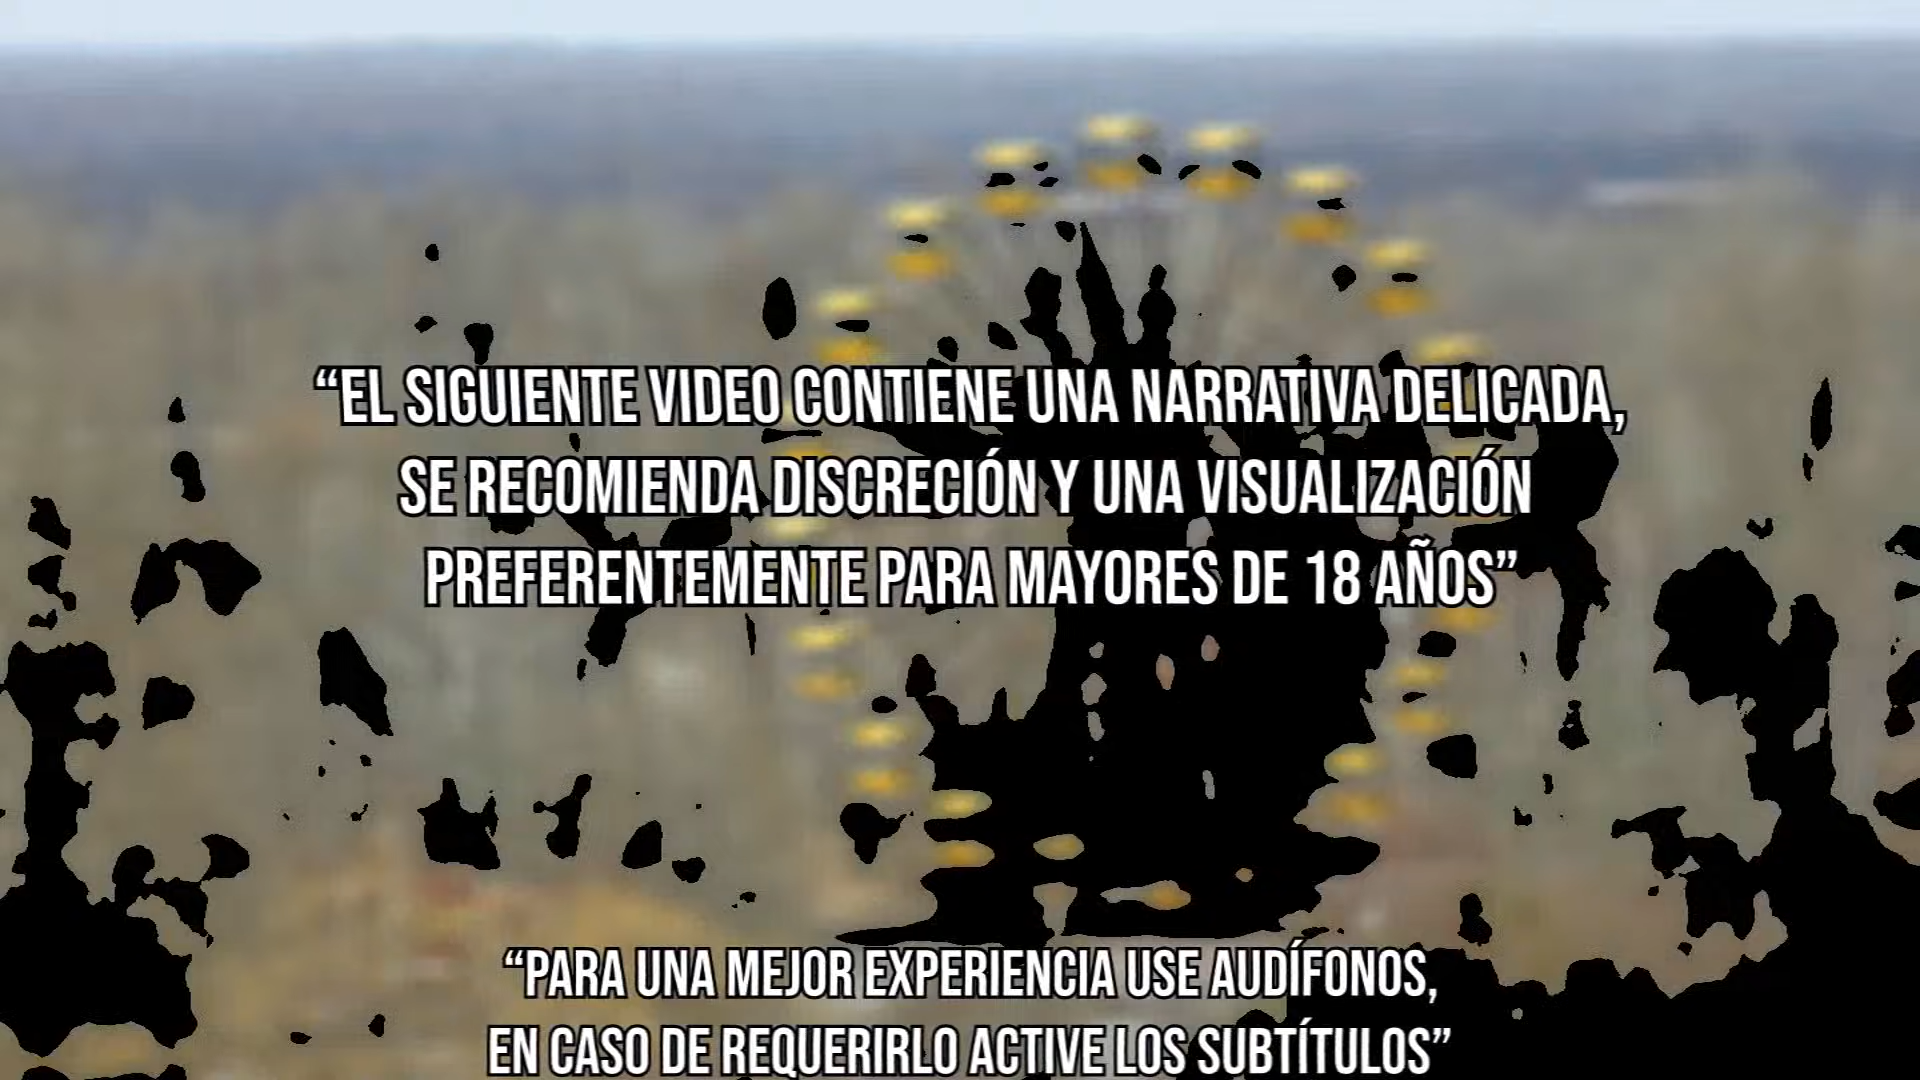 “EL SIGUIENTE VIDEO CONTIENE UNA NARRATIVA DELICADA,
SE RECOMIENDA DISCRECIÓN Y UNA VISUALIZACIÓN
PREFERENTEMENTE PARA MAYORES DE 18 AÑOS”
“PARA UNA MEJOR EXPERIENCIA USE AUDÍFONOS,
EN CASO DE REQUERIRLO ACTIVE LOS SUBTÍTULOS”